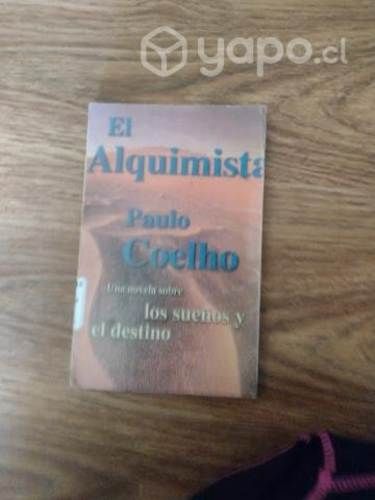 yapo.cl
El
Alquimista
Paulo
Coelho
Una novela sobre
los sueños y
el destino